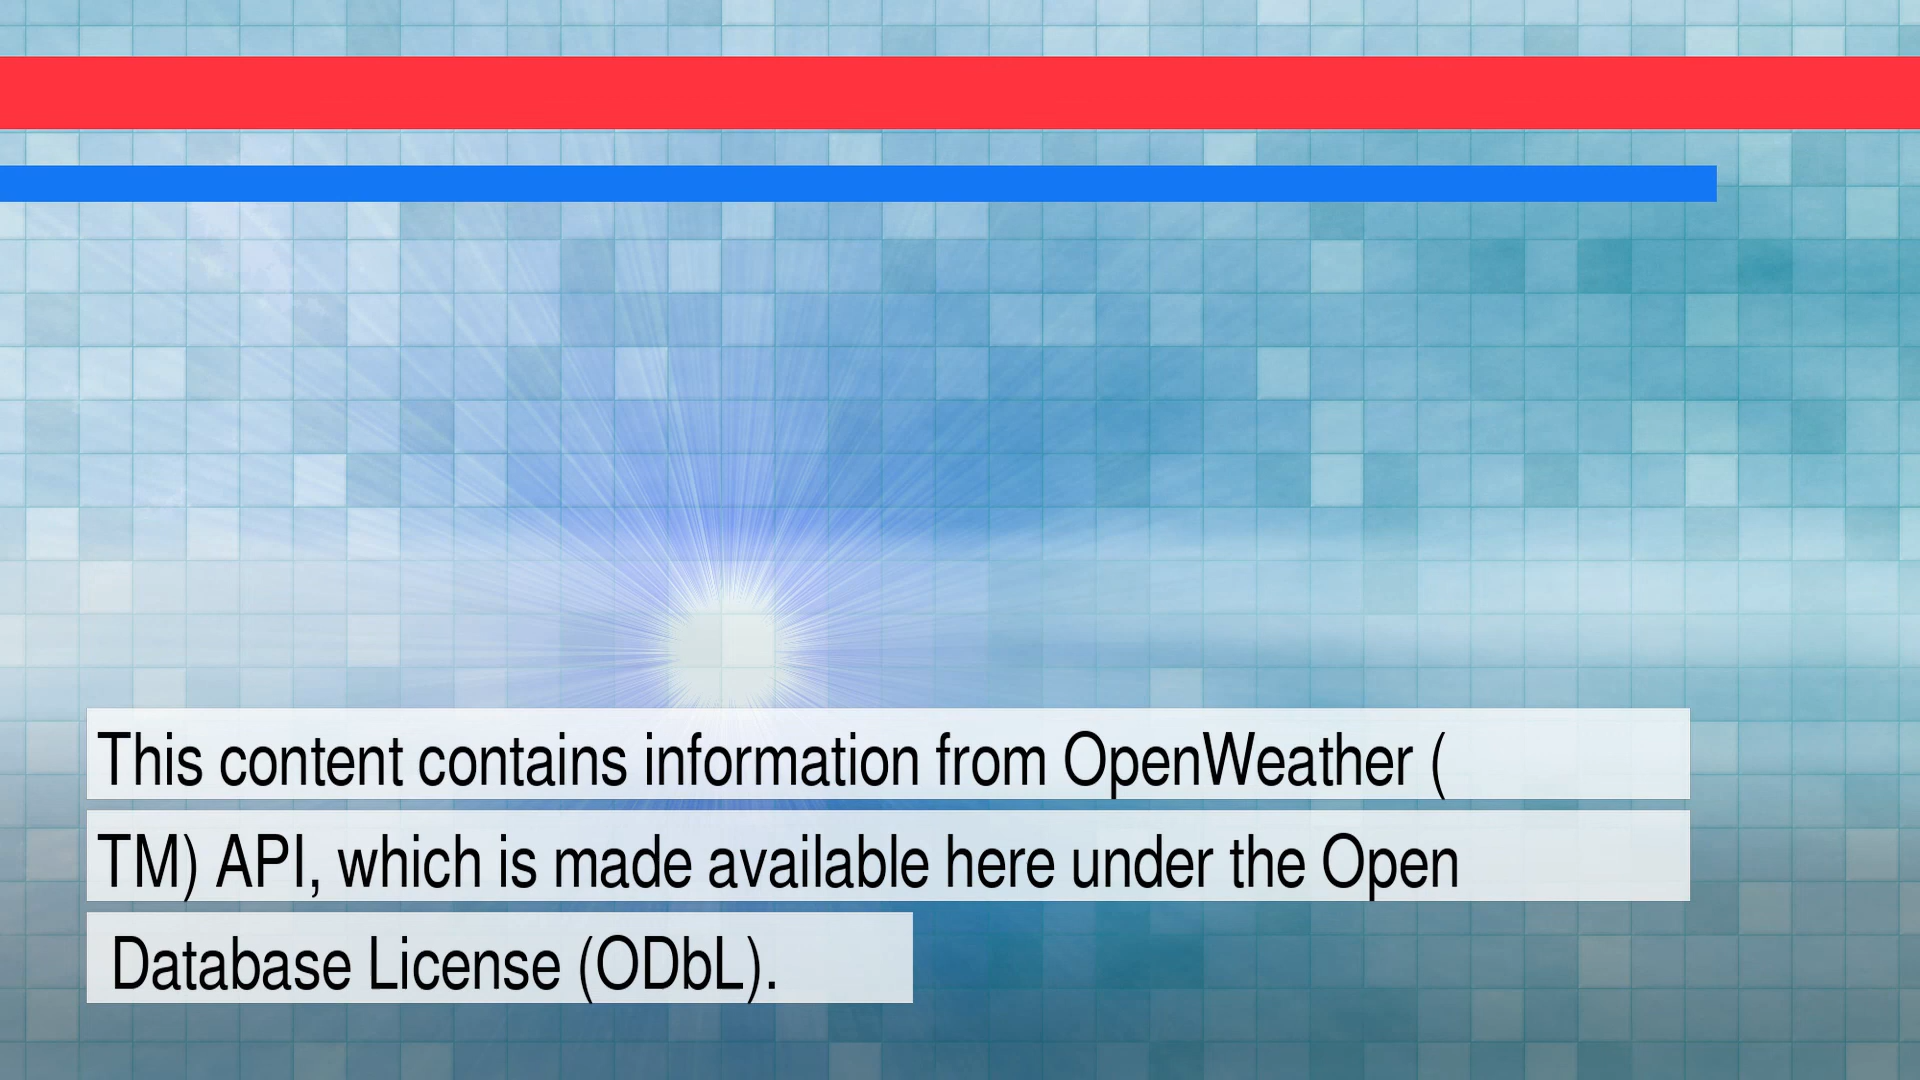 This content contains information from OpenWeather (
TM) API, which is made available here under the Open
Database License (ODbL).